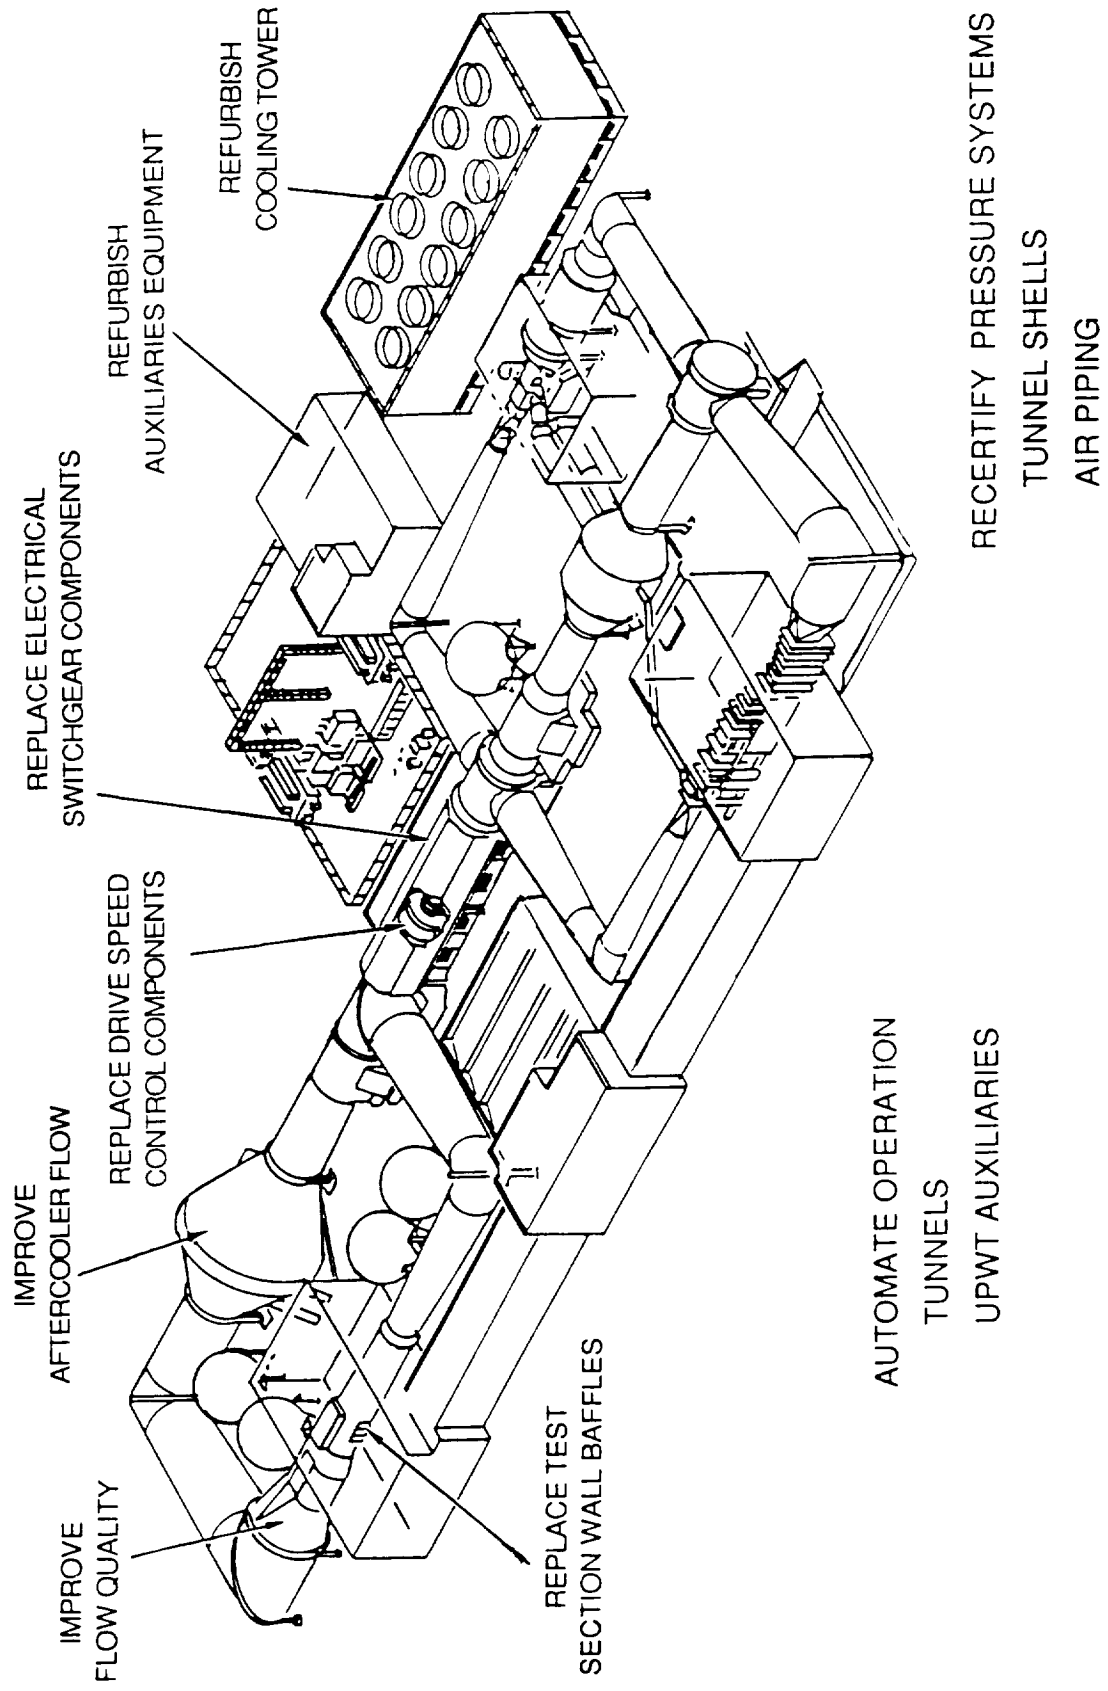 IMPROVE
FLOW QUALITY
IMPROVE
AFTERCOOLER FLOW
REPLACE DRIVE SPEED
CONTROL COMPONENTS
REPLACE ELECTRICAL
SWITCHGEAR COMPONENTS
REFURBISH
AUXILIARIES EQUIPMENT
REFURBISH
COOLING TOWER
REPLACE TEST
SECTION WALL BAFFLES
AUTOMATE OPERATION
TUNNELS
UPWT AUXILIARIES
RECERTIFY PRESSURE SYSTEMS
TUNNEL SHELLS
AIR PIPING